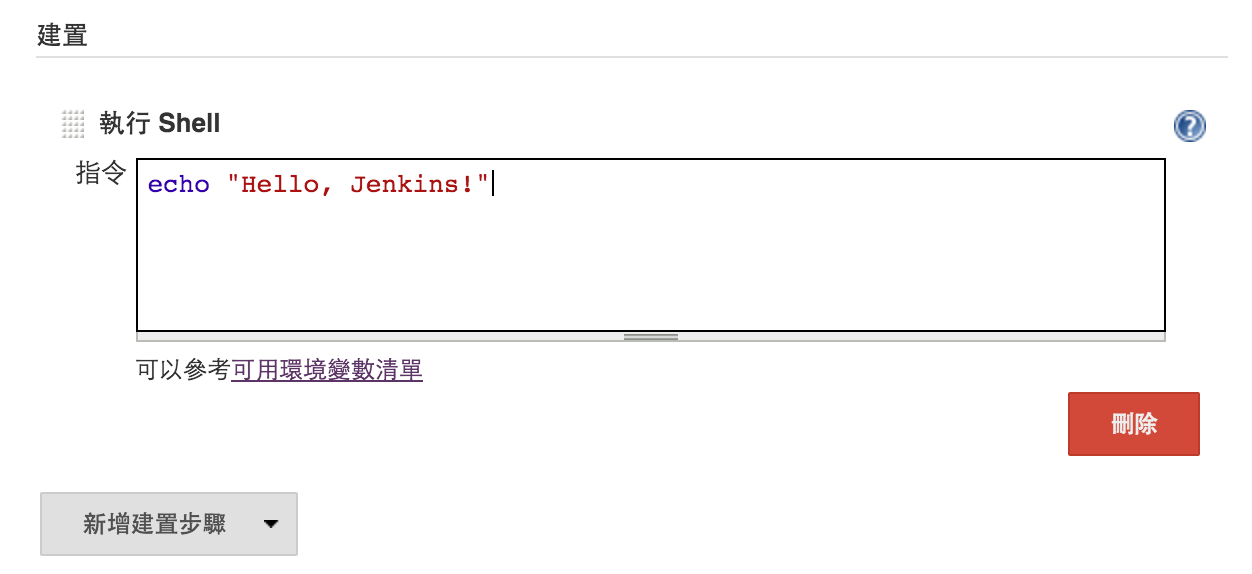 建置
執行 Shell
指令
echo "Hello, Jenkins!"
可以參考可用環境變數清單
刪除
新增建置步驟